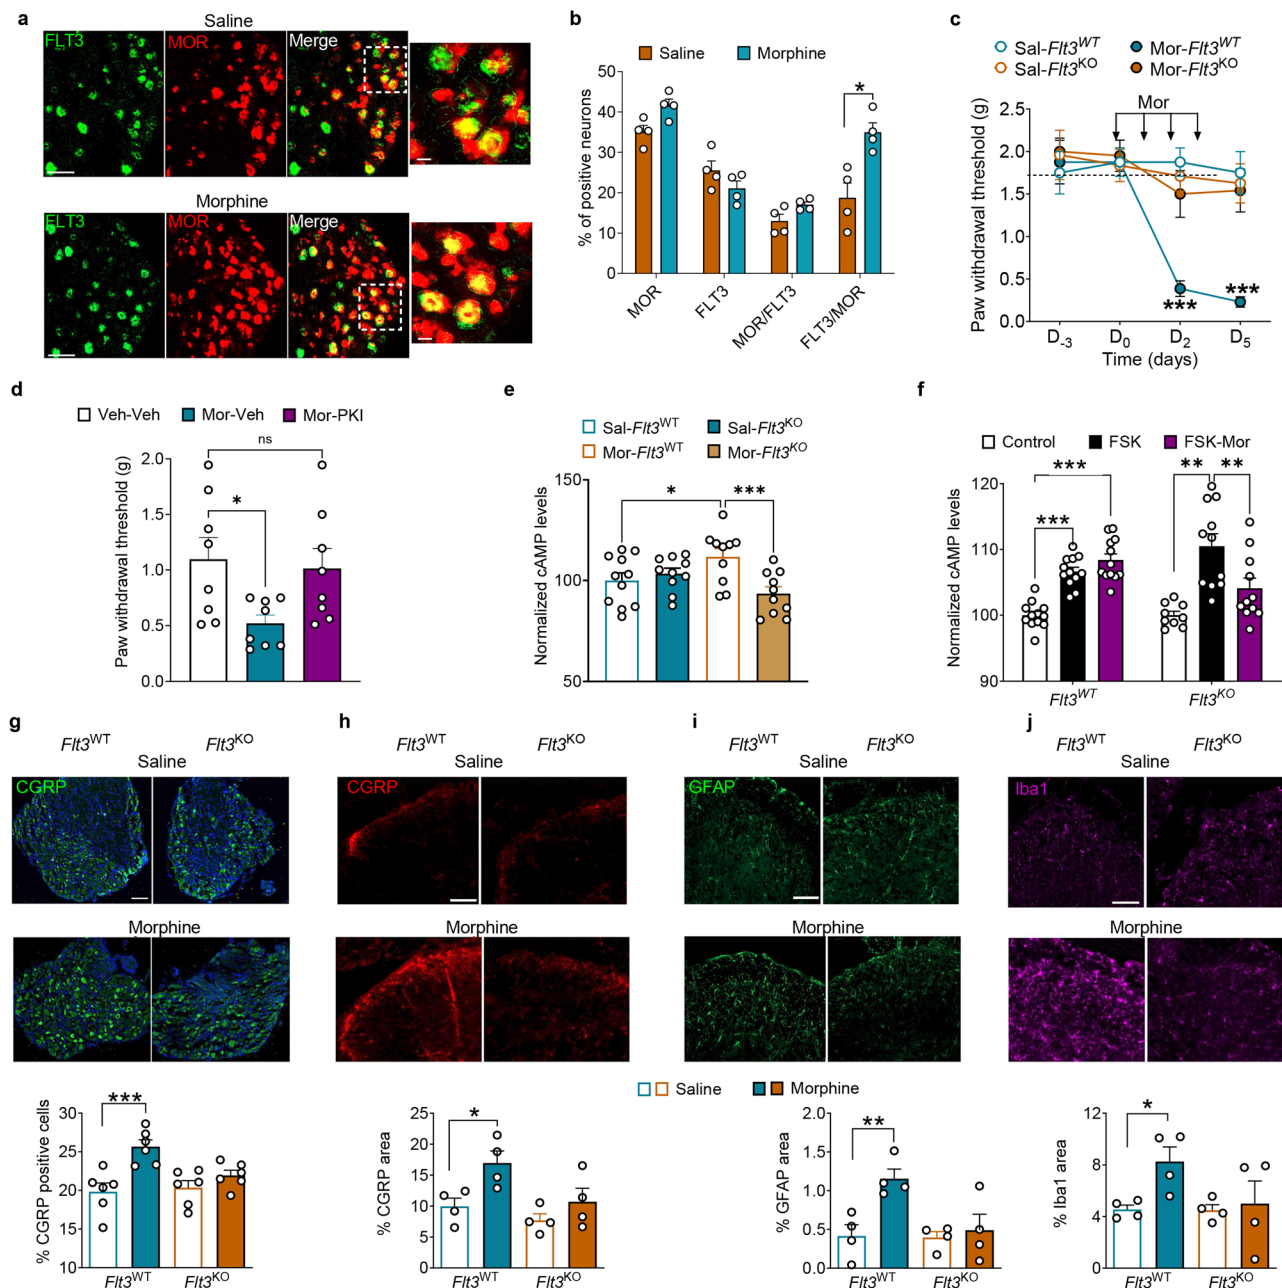 a
Saline
FLT3 MOR Merge
Morphine
FLT3 MOR Merge
b
Saline Morphine
% of positive neurons
50
40
30
20
10
0
*
MOR FLT3 MOR/FLT3 FLT3/MOR
c
Sal-Flt3WT Mor-Flt3WT
Sal-Flt3KO Mor-Flt3KO
Paw withdrawal threshold (g)
2.5
2.0
1.5
1.0
0.5
0.0
Mor
*** ***
D-3 D0 D2 D5
Time (days)
d
Veh-Veh Mor-Veh Mor-PKI
Paw withdrawal threshold (g)
2.0
1.5
1.0
0.5
0.0
ns
*
e
Sal-Flt3WT Sal-Flt3KO
Mor-Flt3WT Mor-Flt3KO
Normalized cAMP levels
150
100
50
* ***
f
Control FSK FSK-Mor
Normalized cAMP levels
120
110
100
90
*** ** **
***
Flt3WT Flt3KO
g
Flt3WT Flt3KO
Saline
CGRP
Morphine
h
Flt3WT Flt3KO
Saline
CGRP
Morphine
i
Flt3WT Flt3KO
Saline
GFAP
Morphine
j
Flt3WT Flt3KO
Saline
Iba1
Morphine
Saline Morphine
% CGRP positive cells
30
25
20
15
10
***
Flt3WT Flt3KO
% CGRP area
25
20
15
10
5
0
*
Flt3WT Flt3KO
% GFAP area
2.0
1.5
1.0
0.5
0.0
**
Flt3WT Flt3KO
% Iba1 area
12
8
4
0
*
Flt3WT Flt3KO